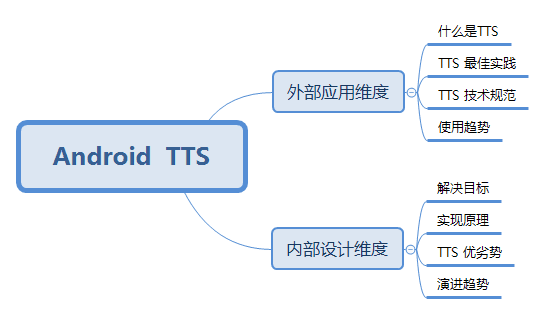 Android TTS
外部应用维度
什么是TTS
TTS 最佳实践
TTS 技术规范
使用趋势
内部设计维度
解决目标
实现原理
TTS 优劣势
演进趋势